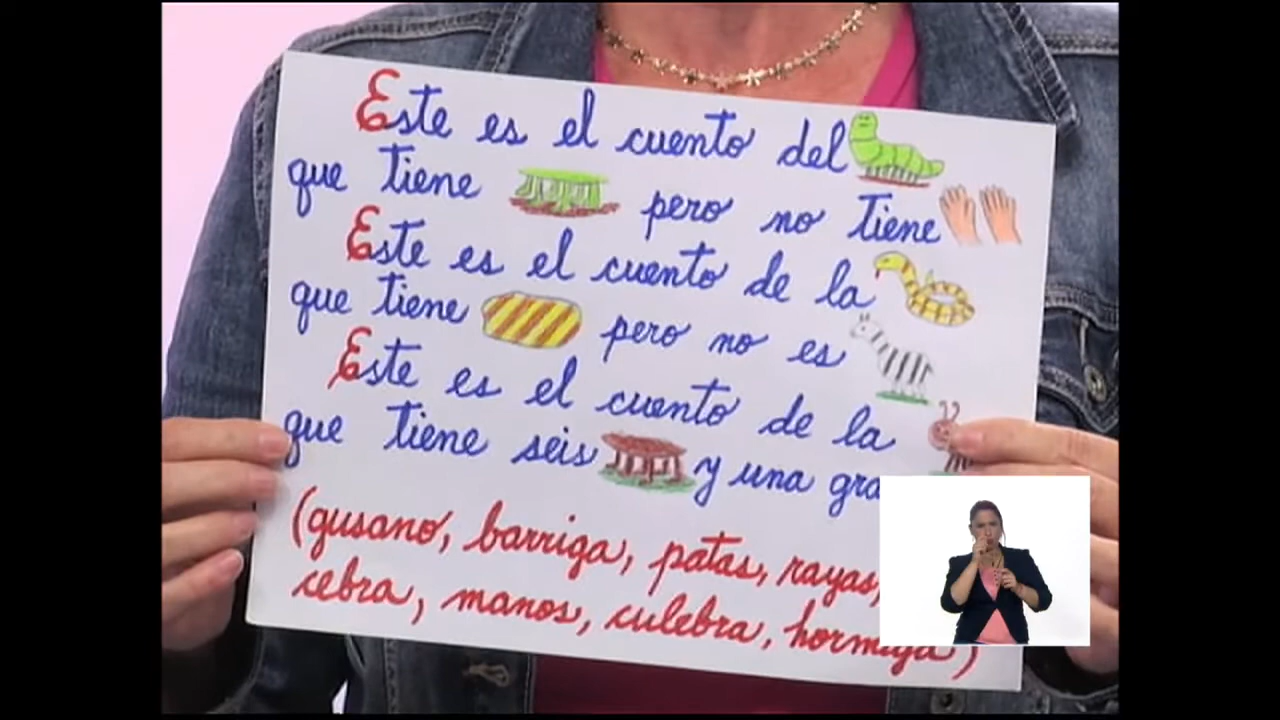 Este es el cuento del
que tiene pero no tiene
Este es el cuento de la
que tiene pero no es
Este es el cuento de la
que tiene seis y una
(gusano, barriga, patas, rayas,
cebra, manos, culebra, hormiga)